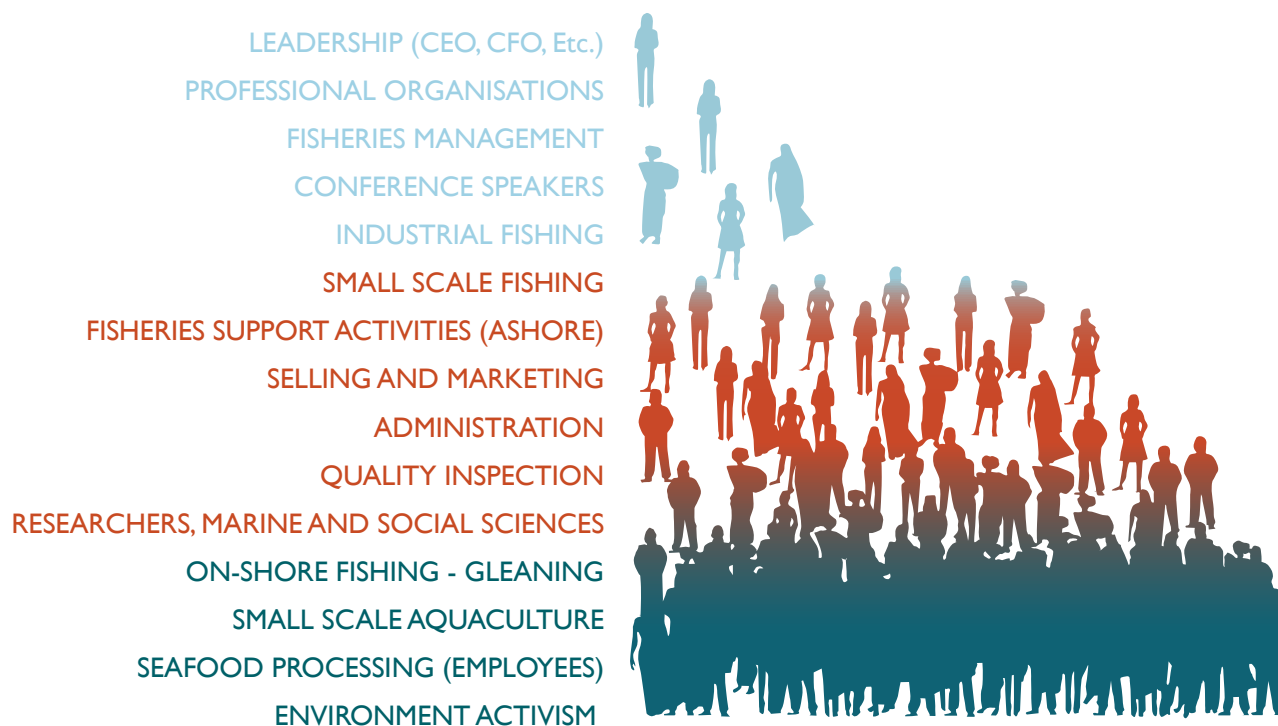 LEADERSHIP (CEO, CFO, Etc.)
PROFESSIONAL ORGANISATIONS
FISHERIES MANAGEMENT
CONFERENCE SPEAKERS
INDUSTRIAL FISHING
SMALL SCALE FISHING
FISHERIES SUPPORT ACTIVITIES (ASHORE)
SELLING AND MARKETING
ADMINISTRATION
QUALITY INSPECTION
RESEARCHERS, MARINE AND SOCIAL SCIENCES
ON-SHORE FISHING - GLEANING
SMALL SCALE AQUACULTURE
SEAFOOD PROCESSING (EMPLOYEES)
ENVIRONMENT ACTIVISM